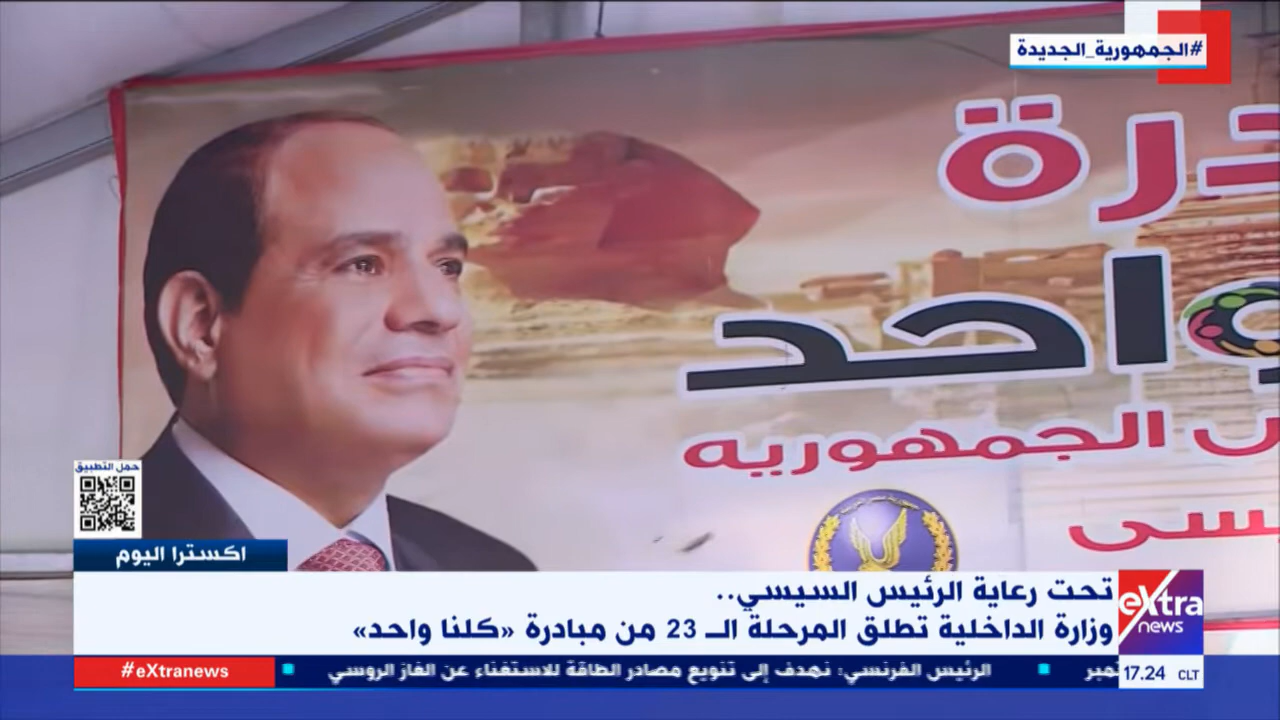 #الجمهورية_الجديدة
درة
واحد
الجمهوريه
حمل التطبيق
اكسترا اليوم
تحت رعاية الرئيس السيسي..
وزارة الداخلية تطلق المرحلة الـ 23 من مبادرة «كلنا واحد»
eXtra
news
#eXtranews
الرئيس الفرنسي: نهدف إلى تنويع مصادر الطاقة للاستغناء عن الغاز الروسي
17.24 CLT